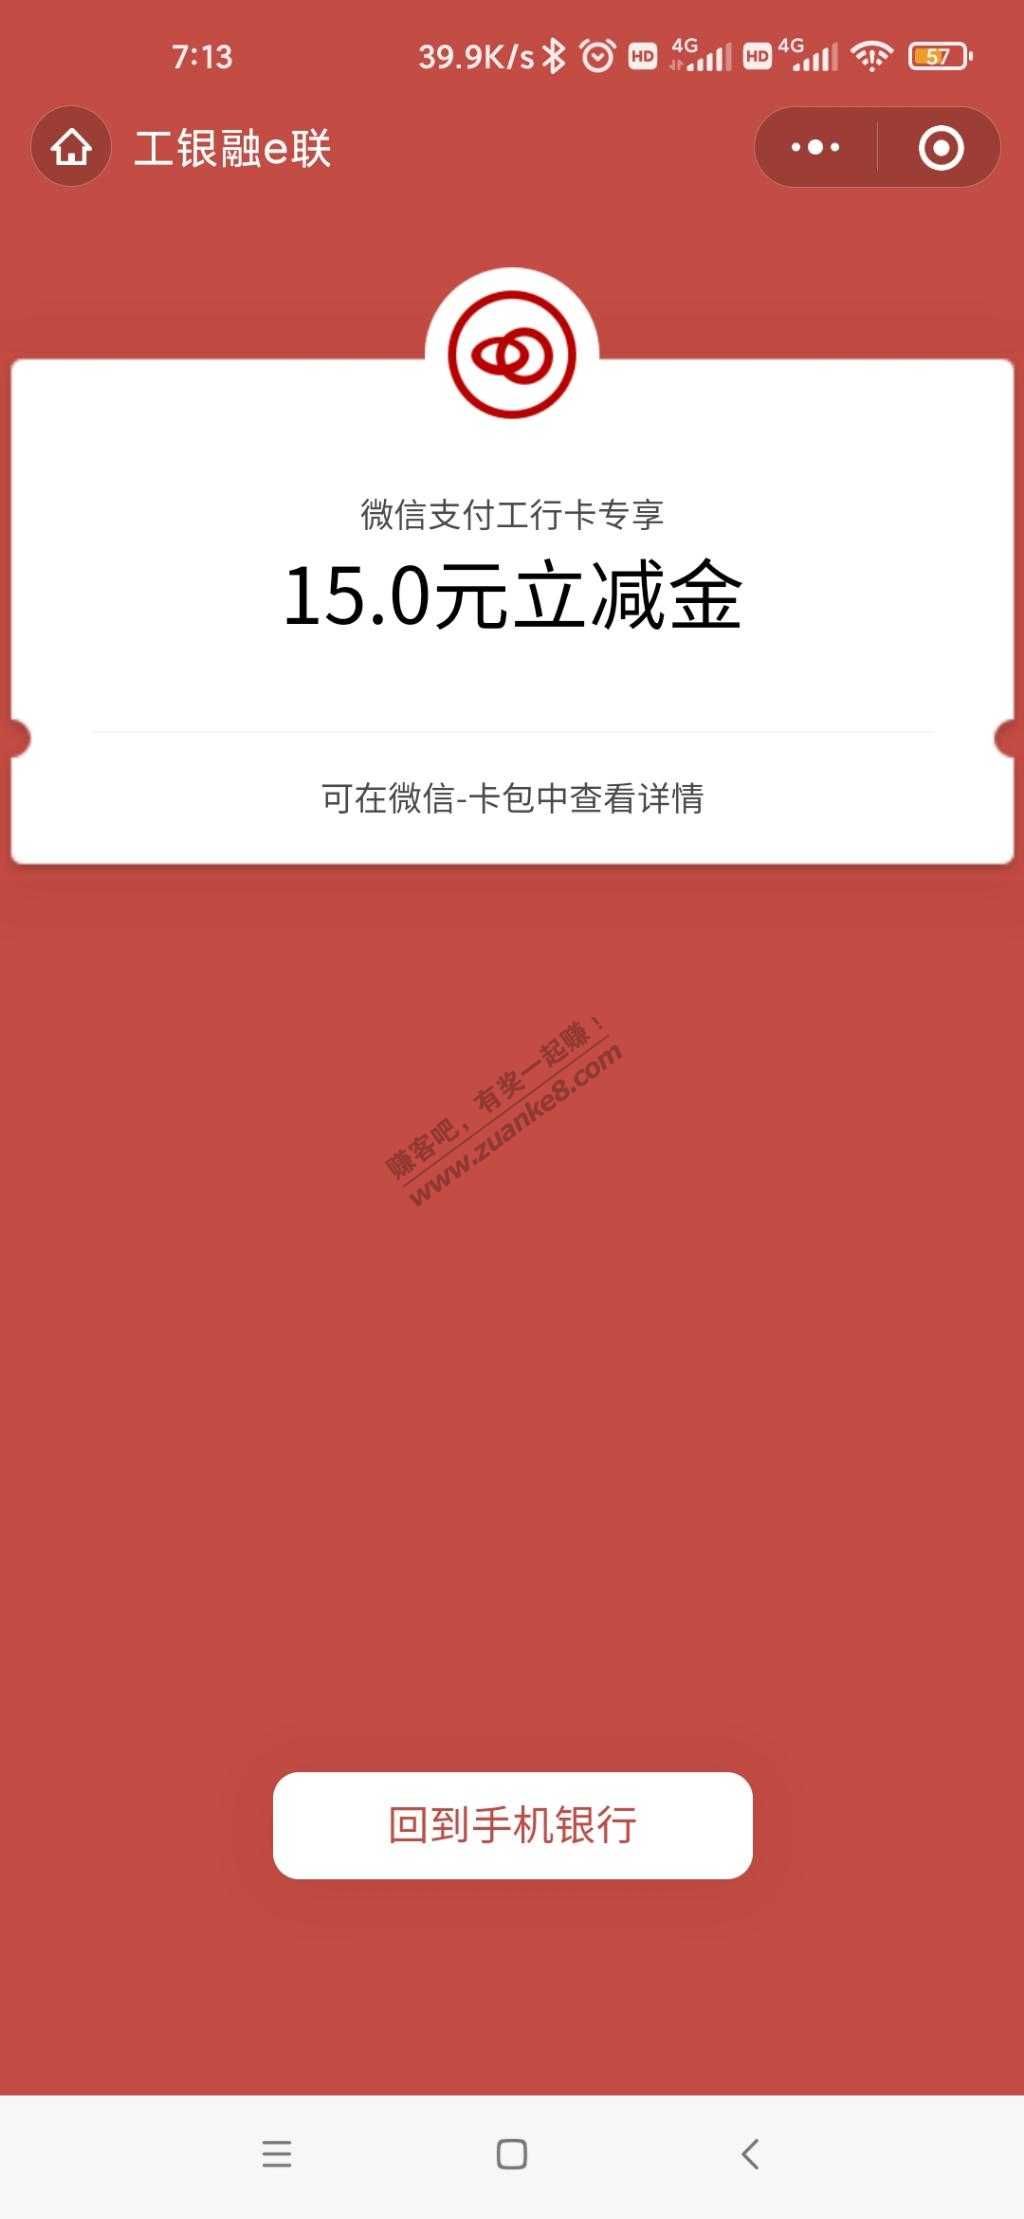 7:13
39.9K/s HD 4G HD 4G 57
工银融e联
微信支付工行卡专享
15.0元立减金
可在微信-卡包中查看详情
赚客吧，有奖一起赚！
www.zuanke8.com
回到手机银行